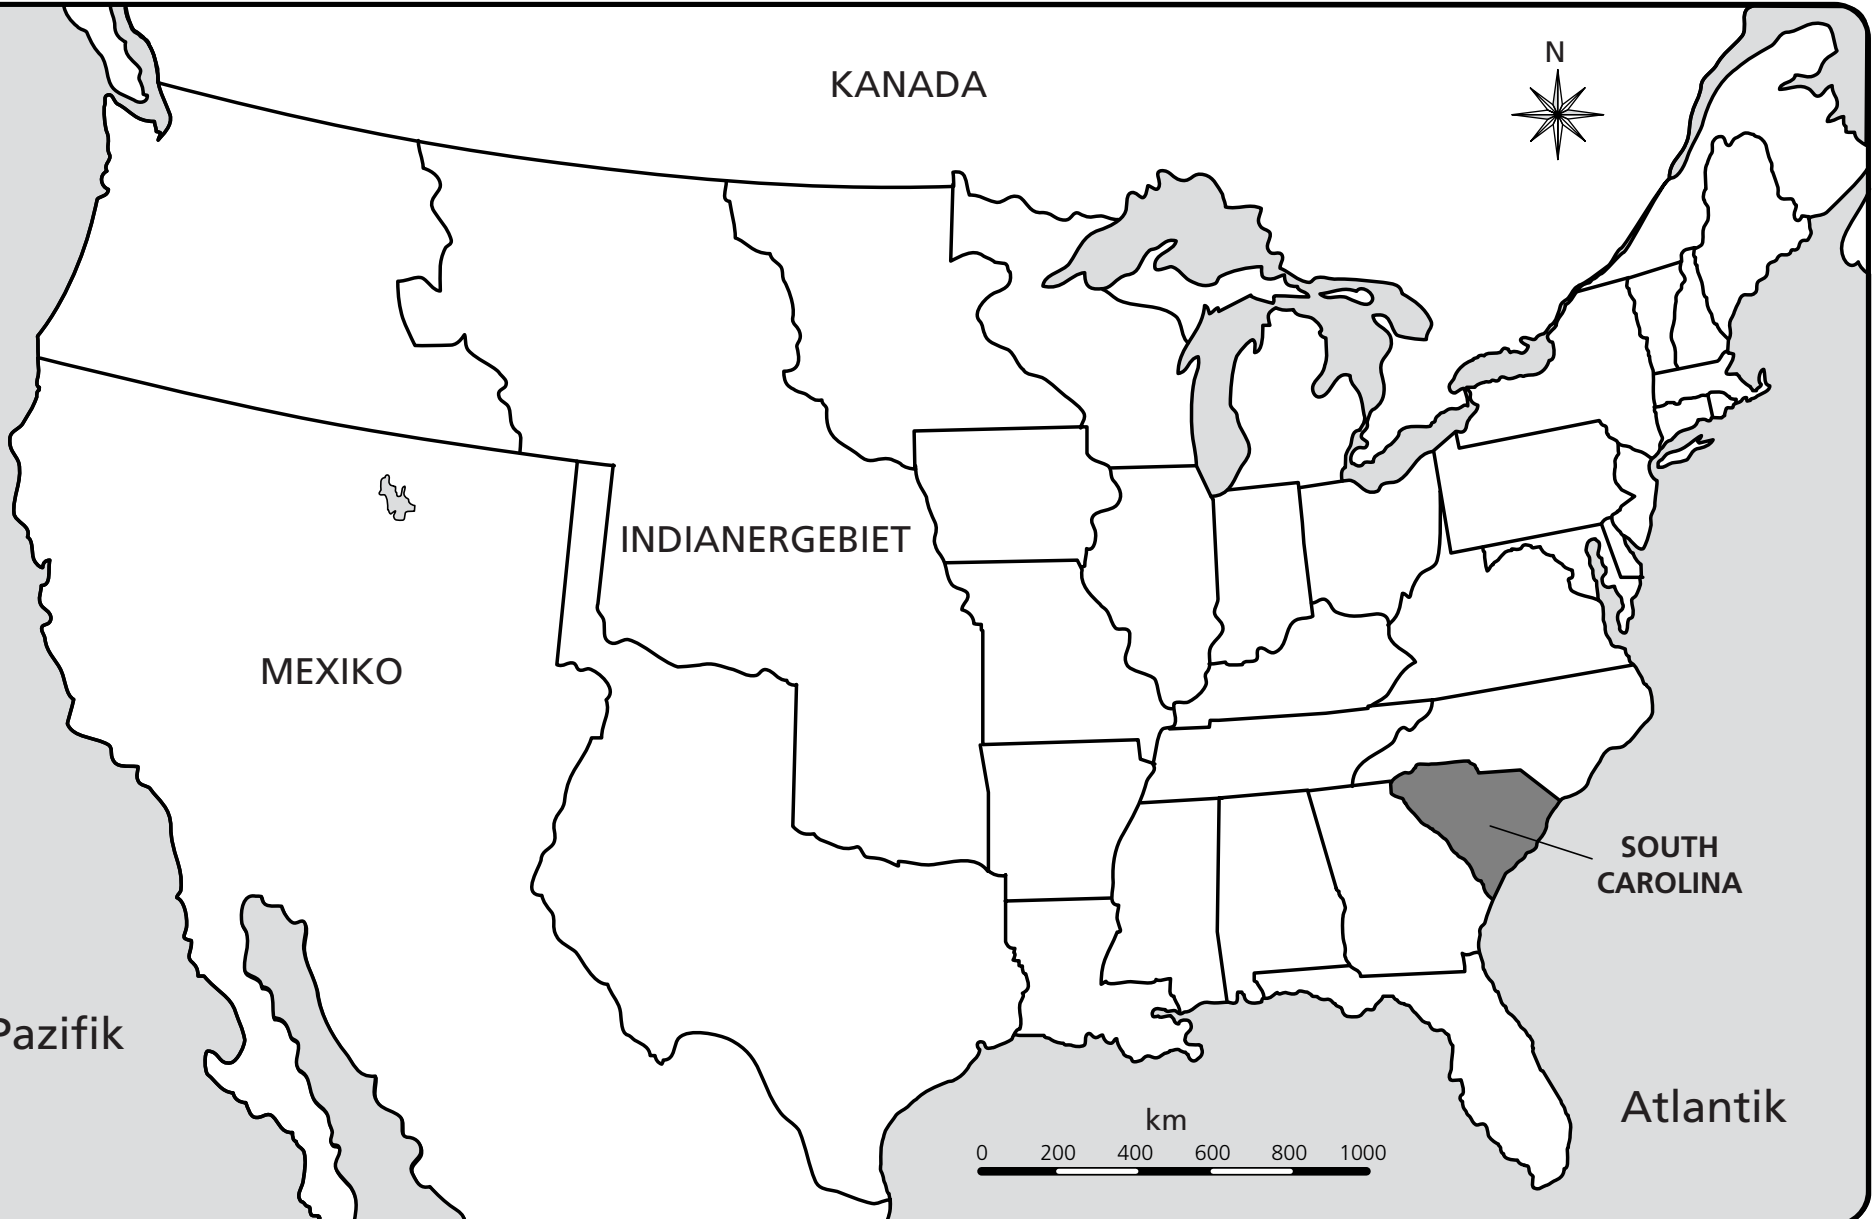 N
KANADA
INDIANERGEBIET
MEXIKO
SOUTH
CAROLINA
Pazifik
Atlantik
km
0 200 400 600 800 1000